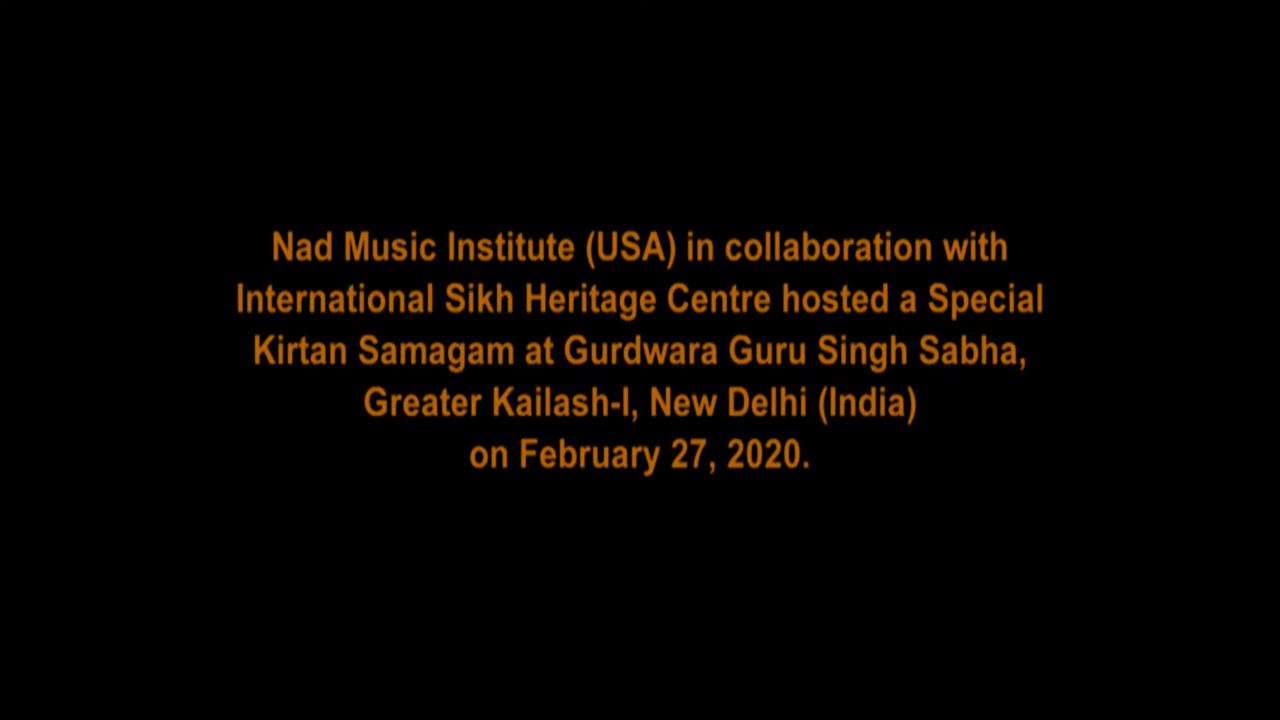 Nad Music Institute (USA) in collaboration with
International Sikh Heritage Centre hosted a Special
Kirtan Samagam at Gurdwara Guru Singh Sabha,
Greater Kailash-I, New Delhi (India)
on February 27, 2020.